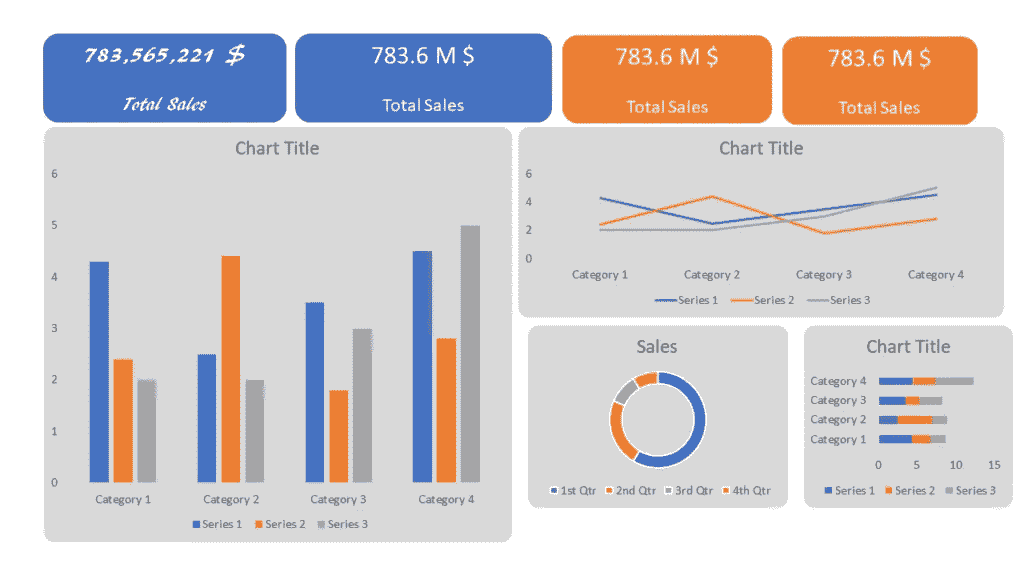 783,565,221 $
Total Sales
783.6 M $
Total Sales
783.6 M $
Total Sales
783.6 M $
Total Sales
Chart Title
6
5
4
3
2
1
0
Category 1 Category 2 Category 3 Category 4
Series 1 Series 2 Series 3
Chart Title
6
4
2
0
Category 1 Category 2 Category 3 Category 4
Series 1 Series 2 Series 3
Sales
1st Qtr 2nd Qtr 3rd Qtr 4th Qtr
Chart Title
Category 4
Category 3
Category 2
Category 1
0 5 10 15
Series 1 Series 2 Series 3